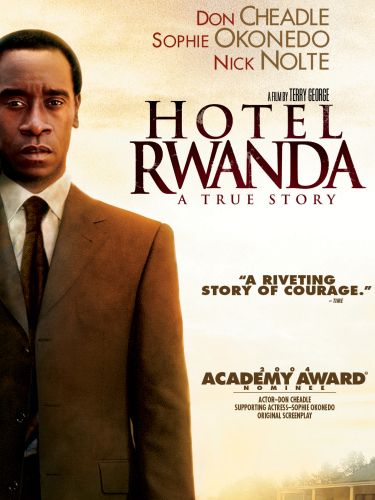 DON CHEADLE
SOPHIE OKONEDO
NICK NOLTE
A FILM BY TERRY GEORGE
HOTEL
RWANDA
A TRUE STORY
“A RIVETING
STORY OF COURAGE.”
– TIME
2004
ACADEMY AWARD®
NOMINEE
ACTOR–DON CHEADLE
SUPPORTING ACTRESS–SOPHIE OKONEDO
ORIGINAL SCREENPLAY